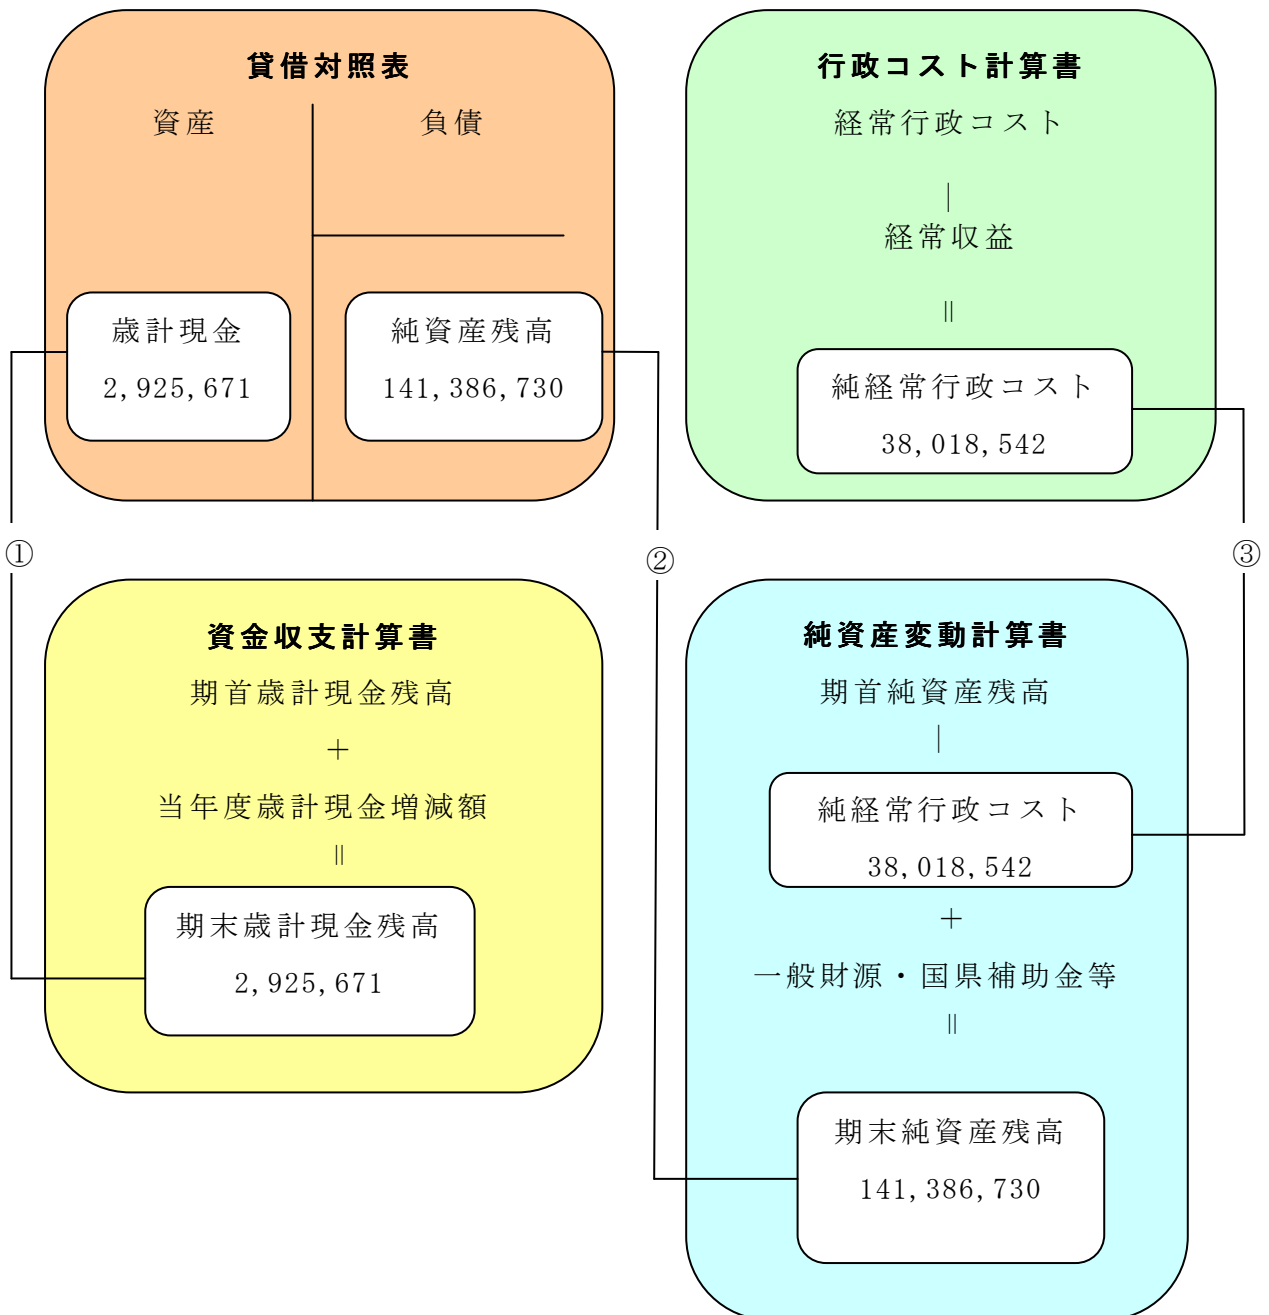 貸借対照表
資産
負債
歳計現金
2,925,671
純資産残高
141,386,730
行政コスト計算書
経常行政コスト
|
経常収益
||
純経常行政コスト
38,018,542
①
②
③
資金収支計算書
期首歳計現金残高
+
当年度歳計現金増減額
||
期末歳計現金残高
2,925,671
純資産変動計算書
期首純資産残高
|
純経常行政コスト
38,018,542
+
一般財源・国県補助金等
||
期末純資産残高
141,386,730